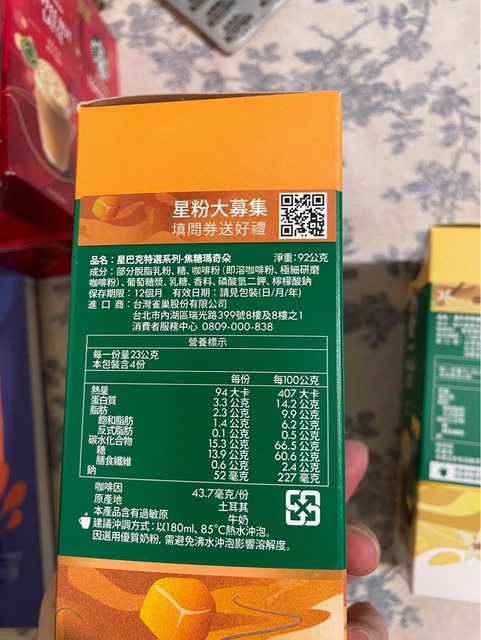 星粉大募集
填問券送好禮
品名：星巴克特選系列-焦糖瑪奇朵 淨重:92公克
成分：部分脫脂乳粉、糖、咖啡粉(即溶咖啡粉、極細研磨
咖啡粉)、葡萄糖漿、乳糖、香料、磷酸氫二鉀、檸檬酸鈉
保存期限：12個月 有效日期：請見包裝(日/月/年)
進口商：台灣雀巢股份有限公司
台北市內湖區瑞光路399號8樓及8樓之1
消費者服務中心 0809-000-838
營養標示
每一份量23公克
本包裝含4份
每份 每100公克
熱量 94 大卡 407 大卡
蛋白質 3.3 公克 14.2 公克
脂肪 2.3 公克 9.9 公克
飽和脂肪 1.4 公克 6.2 公克
反式脂肪 0.1 公克 0.5 公克
碳水化合物 15.3 公克 66.5 公克
糖 13.9 公克 60.6 公克
膳食纖維 0.6 公克 2.4 公克
鈉 52 毫克 227 毫克
咖啡因 43.7毫克/份
原產地 土耳其
本產品含有過敏原 牛奶
建議沖調方式：以180ml、85°C熱水沖泡。
因選用優質奶粉，需避免沸水沖泡影響溶解度。